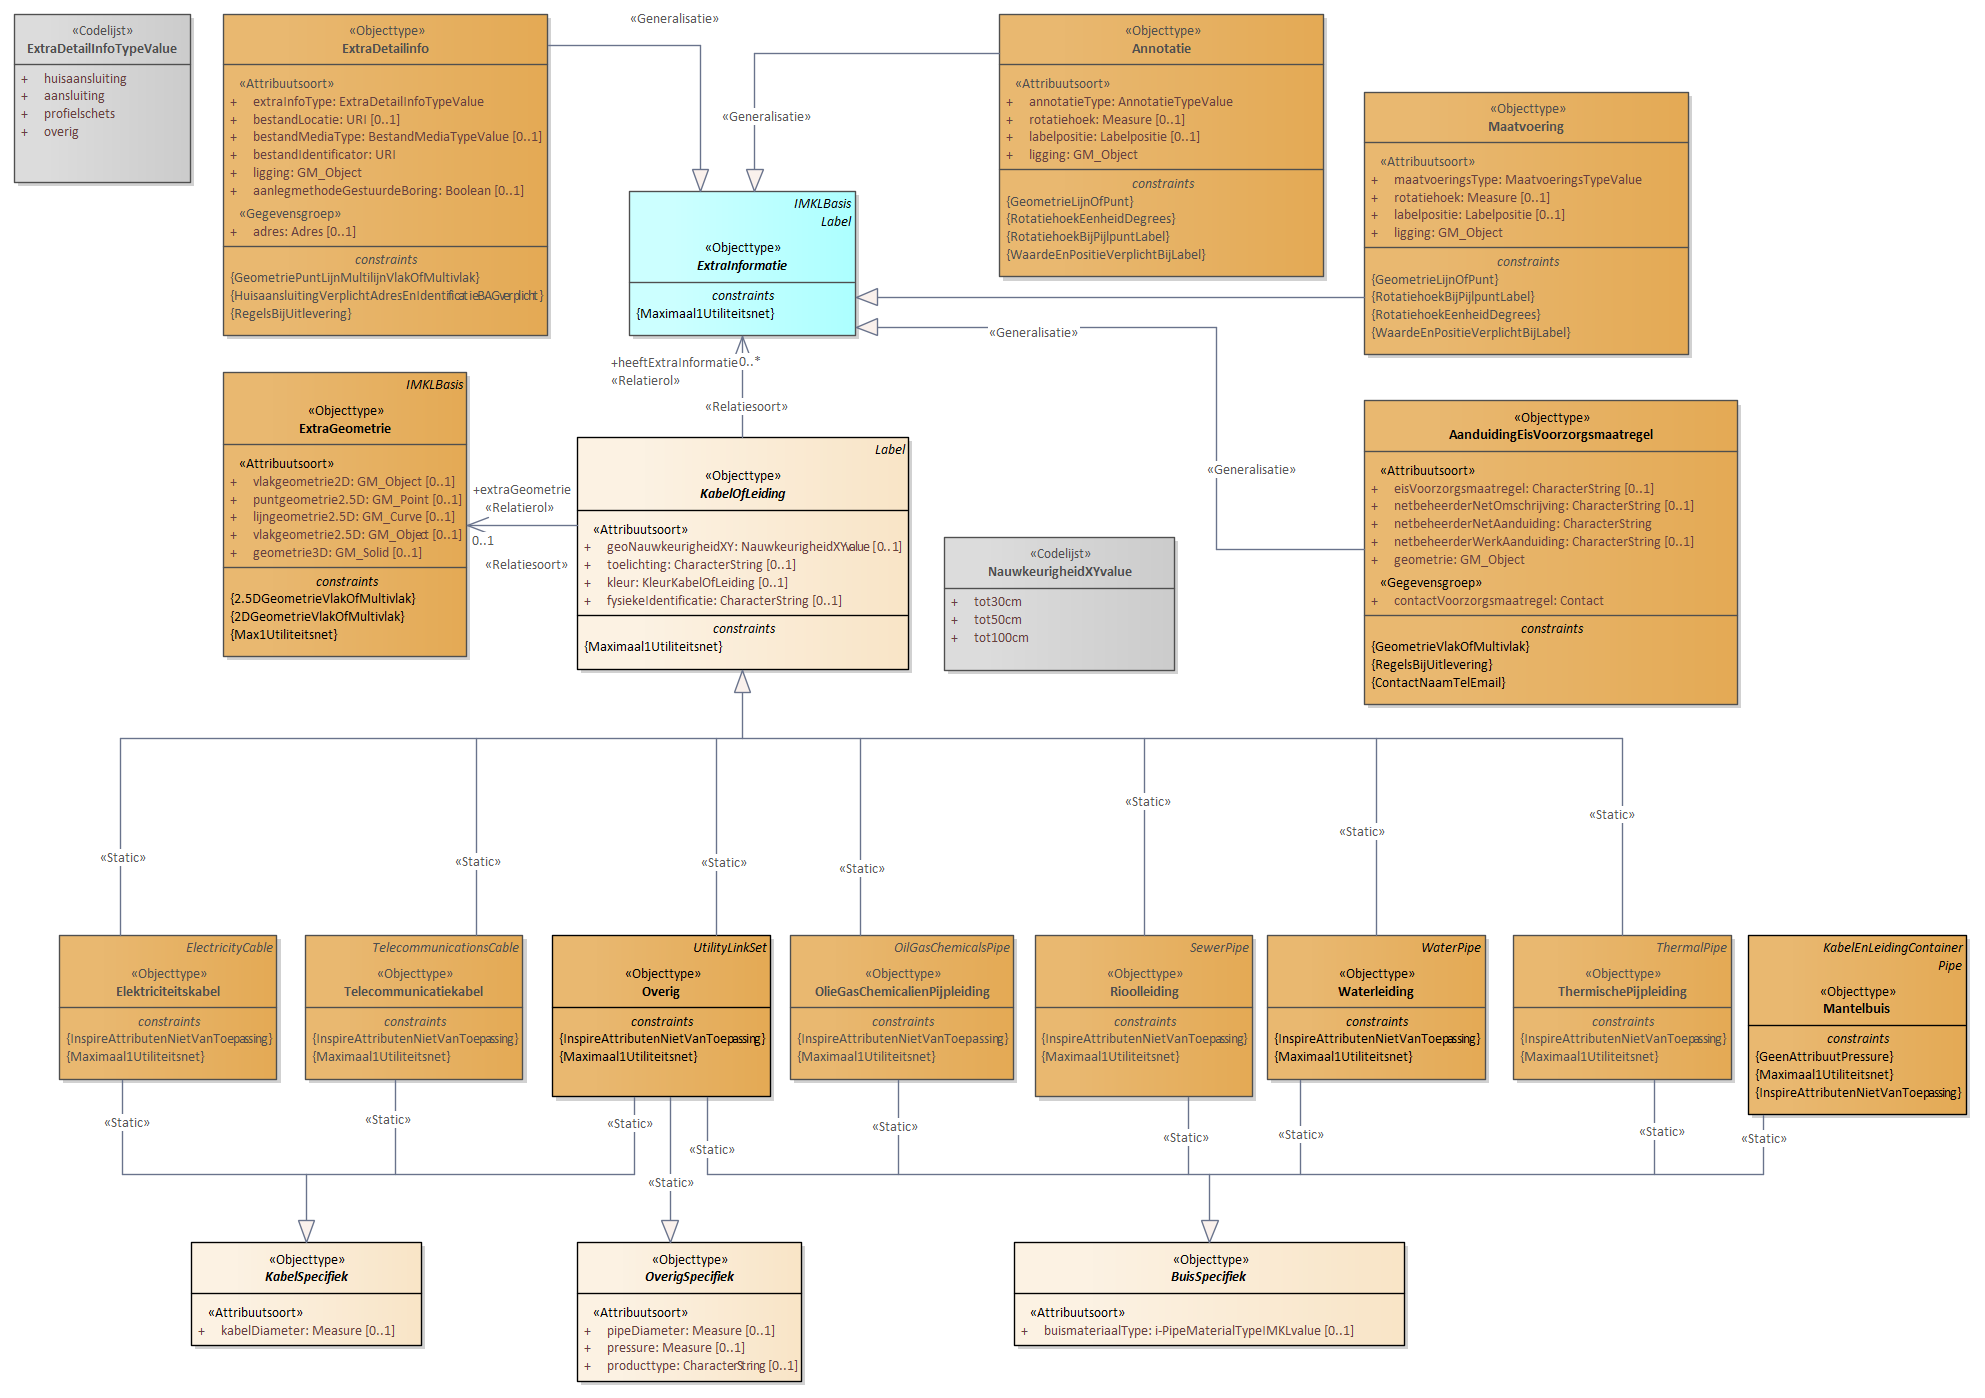 «Codelijst»
ExtraDetailInfoTypeValue
+ huisaansluiting
+ aansluiting
+ profielschets
+ overig
«Objecttype»
ExtraDetailinfo
«Attribuutsoort»
+ extraInfoType: ExtraDetailInfoTypeValue
+ bestandLocatie: URI [0..1]
+ bestandMediaType: BestandMediaTypeValue [0..1]
+ bestandIdentificator: URI
+ ligging: GM_Object
+ aanlegmethodeGestuurdeBoring: Boolean [0..1]
«Gegevensgroep»
+ adres: Adres [0..1]
constraints
{GeometriePuntLijnMultilijnVlakOfMultivlak}
{HuisaansluitingVerplichtAdresEnIdentificatieBAGverplicht}
{RegelsBijUitlevering}
«Generalisatie»
«Generalisatie»
«Objecttype»
Annotatie
«Attribuutsoort»
+ annotatieType: AnnotatieTypeValue
+ rotatiehoek: Measure [0..1]
+ labelpositie: Labelpositie [0..1]
+ ligging: GM_Object
constraints
{GeometrieLijnOfPunt}
{RotatiehoekEenheidDegrees}
{RotatiehoekBijPijlpuntLabel}
{WaardeEnPositieVerplichtBijLabel}
«Objecttype»
Maatvoering
«Attribuutsoort»
+ maatvoeringsType: MaatvoeringsTypeValue
+ rotatiehoek: Measure [0..1]
+ labelpositie: Labelpositie [0..1]
+ ligging: GM_Object
constraints
{GeometrieLijnOfPunt}
{RotatiehoekBijPijlpuntLabel}
{RotatiehoekEenheidDegrees}
{WaardeEnPositieVerplichtBijLabel}
IMKLBasis
Label
«Objecttype»
ExtraInformatie
constraints
{Maximaal1Utiliteitsnet}
«Generalisatie»
«Generalisatie»
+heeftExtraInformatie 0..*
«Relatierol»
«Relatiesoort»
IMKLBasis
«Objecttype»
ExtraGeometrie
«Attribuutsoort»
+ vlakgeometrie2D: GM_Object [0..1]
+ puntgeometrie2.5D: GM_Point [0..1]
+ lijngeometrie2.5D: GM_Curve [0..1]
+ vlakgeometrie2.5D: GM_Object [0..1]
+ geometrie3D: GM_Solid [0..1]
constraints
{2.5DGeometrieVlakOfMultivlak}
{2DGeometrieVlakOfMultivlak}
{Max1Utiliteitsnet}
+extraGeometrie
«Relatierol»
0..1
«Relatiesoort»
Label
«Objecttype»
KabelOfLeiding
«Attribuutsoort»
+ geoNauwkeurigheidXY: NauwkeurigheidXYvalue [0..1]
+ toelichting: CharacterString [0..1]
+ kleur: KleurKabelOfLeiding [0..1]
+ fysiekeIdentificatie: CharacterString [0..1]
constraints
{Maximaal1Utiliteitsnet}
«Codelijst»
NauwkeurigheidXYvalue
+ tot30cm
+ tot50cm
+ tot100cm
«Objecttype»
AanduidingEisVoorzorgsmaatregel
«Attribuutsoort»
+ eisVoorzorgsmaatregel: CharacterString [0..1]
+ netbeheerderNetOmschrijving: CharacterString [0..1]
+ netbeheerderNetAanduiding: CharacterString
+ netbeheerderWerkAanduiding: CharacterString [0..1]
+ geometrie: GM_Object
«Gegevensgroep»
+ contactVoorzorgsmaatregel: Contact
constraints
{GeometrieVlakOfMultivlak}
{RegelsBijUitlevering}
{ContactNaamTelEmail}
«Static»
«Static»
«Static»
«Static»
«Static»
«Static»
«Static»
ElectricityCable
«Objecttype»
Elektriciteitskabel
constraints
{InspireAttributenNietVanToepassing}
{Maximaal1Utiliteitsnet}
TelecommunicationsCable
«Objecttype»
Telecommunicatiekabel
constraints
{InspireAttributenNietVanToepassing}
{Maximaal1Utiliteitsnet}
UtilityLinkSet
«Objecttype»
Overig
constraints
{InspireAttributenNietVanToepassing}
{Maximaal1Utiliteitsnet}
OilGasChemicalsPipe
«Objecttype»
OlieGasChemicalienPijpleiding
constraints
{InspireAttributenNietVanToepassing}
{Maximaal1Utiliteitsnet}
SewerPipe
«Objecttype»
Rioolleiding
constraints
{InspireAttributenNietVanToepassing}
{Maximaal1Utiliteitsnet}
WaterPipe
«Objecttype»
Waterleiding
constraints
{InspireAttributenNietVanToepassing}
{Maximaal1Utiliteitsnet}
ThermalPipe
«Objecttype»
ThermischePijpleiding
constraints
{InspireAttributenNietVanToepassing}
{Maximaal1Utiliteitsnet}
KabelEnLeidingContainer
Pipe
«Objecttype»
Mantelbuis
constraints
{GeenAttribuutPressure}
{Maximaal1Utiliteitsnet}
{InspireAttributenNietVanToepassing}
«Static»
«Static»
«Static»
«Static»
«Static»
«Static»
«Static»
«Static»
«Static»
«Static»
«Objecttype»
KabelSpecifiek
«Attribuutsoort»
+ kabelDiameter: Measure [0..1]
«Objecttype»
OverigSpecifiek
«Attribuutsoort»
+ pipeDiameter: Measure [0..1]
+ pressure: Measure [0..1]
+ producttype: CharacterString [0..1]
«Objecttype»
BuisSpecifiek
«Attribuutsoort»
+ buismateriaalType: i-PipeMaterialTypeIMKLvalue [0..1]